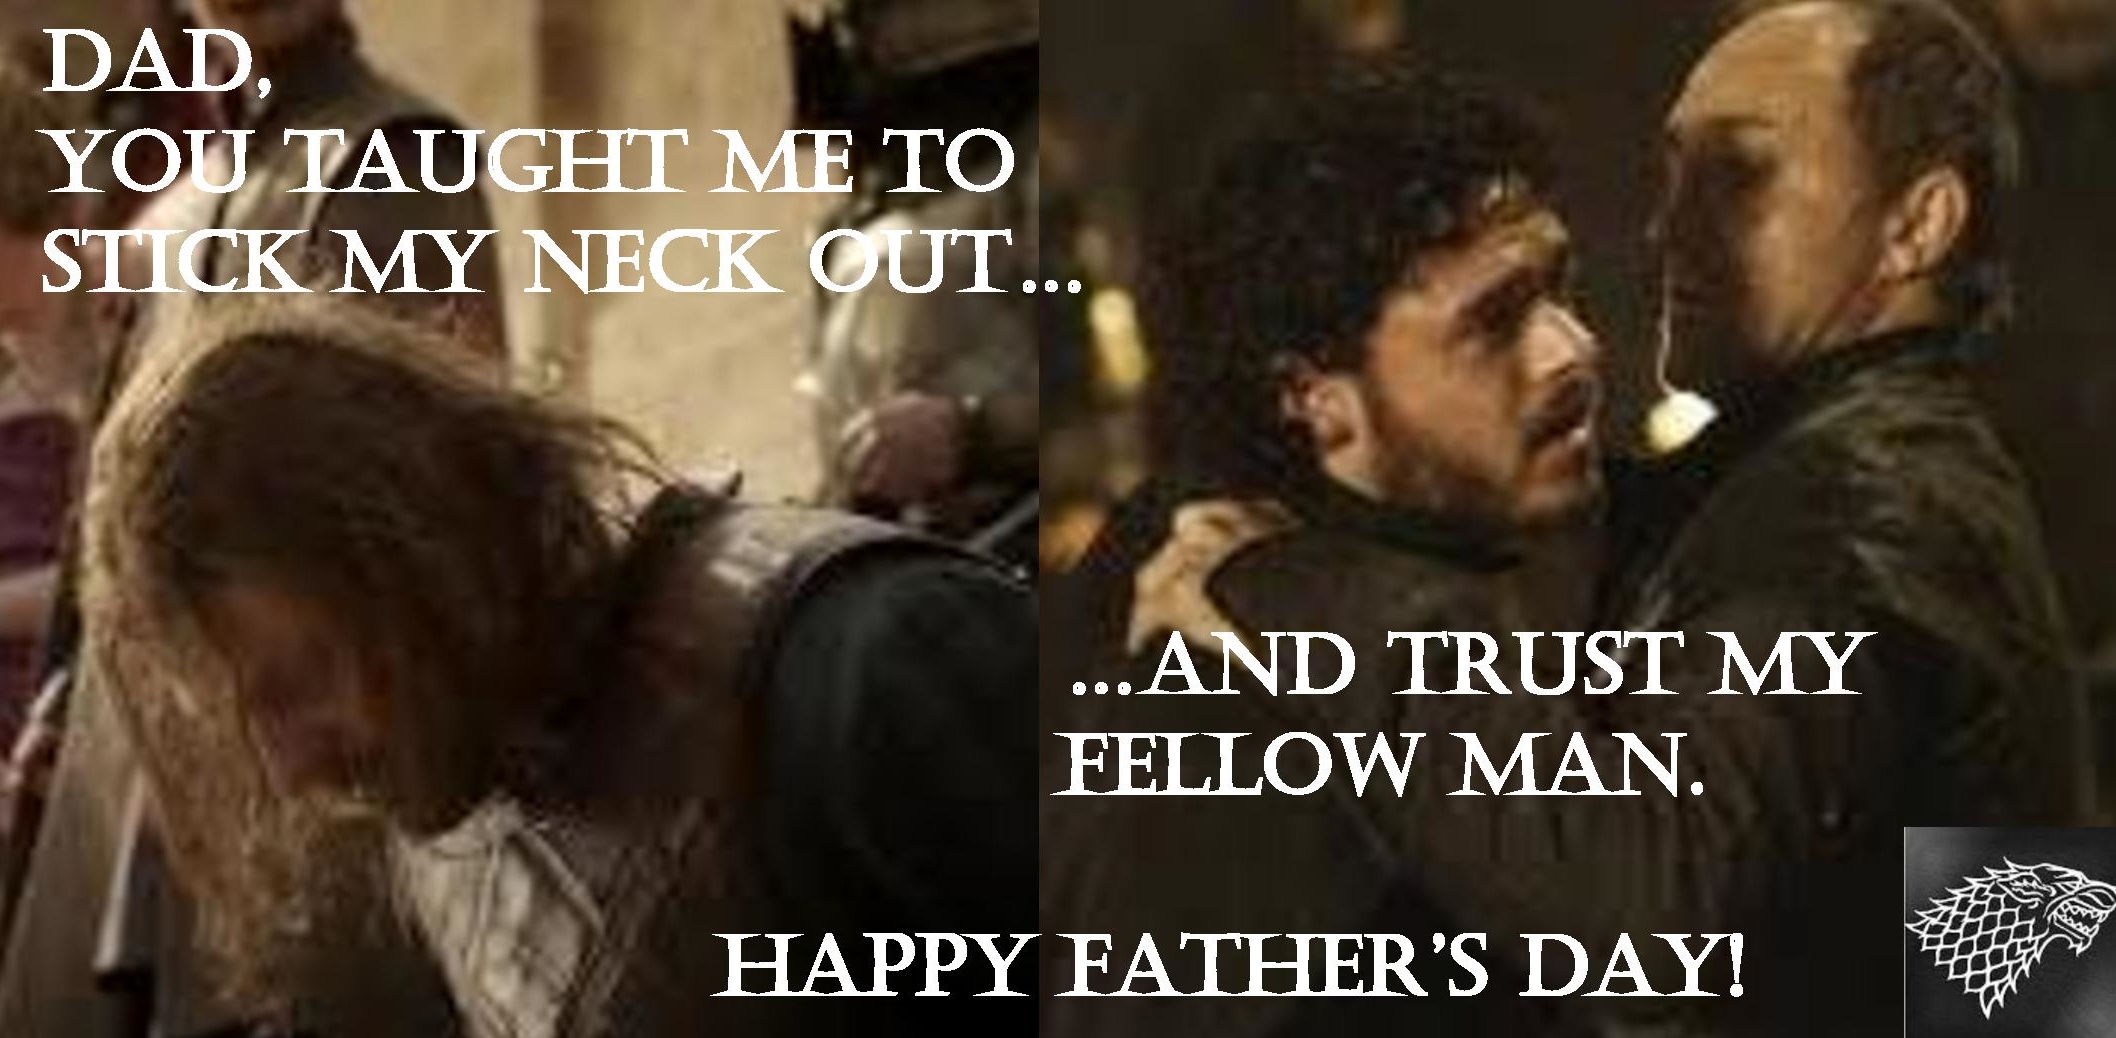 DAD,
YOU TAUGHT ME TO
STICK MY NECK OUT...
...AND TRUST MY
FELLOW MAN.
HAPPY FATHER'S DAY!